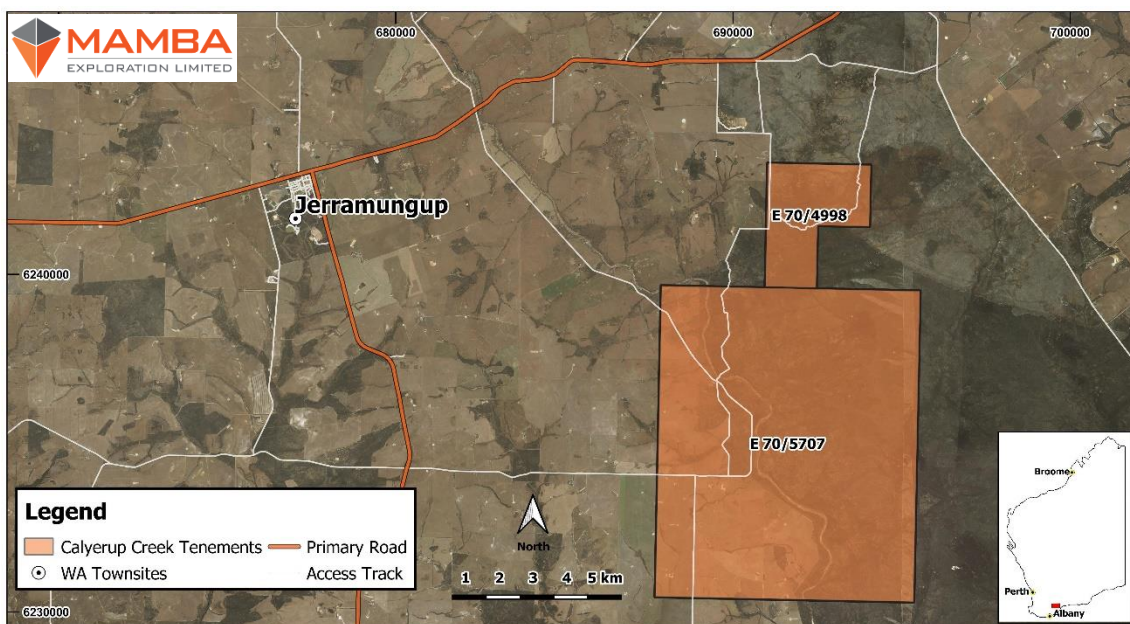 MAMBA
EXPLORATION LIMITED
680000
690000
700000
Jerramungup
E 70/4998
6240000
E 70/5707
Broome
Legend
Calyerup Creek Tenements
Primary Road
WA Townsites
Access Track
North
1 2 3 4 5 km
Perth
Albany
6230000